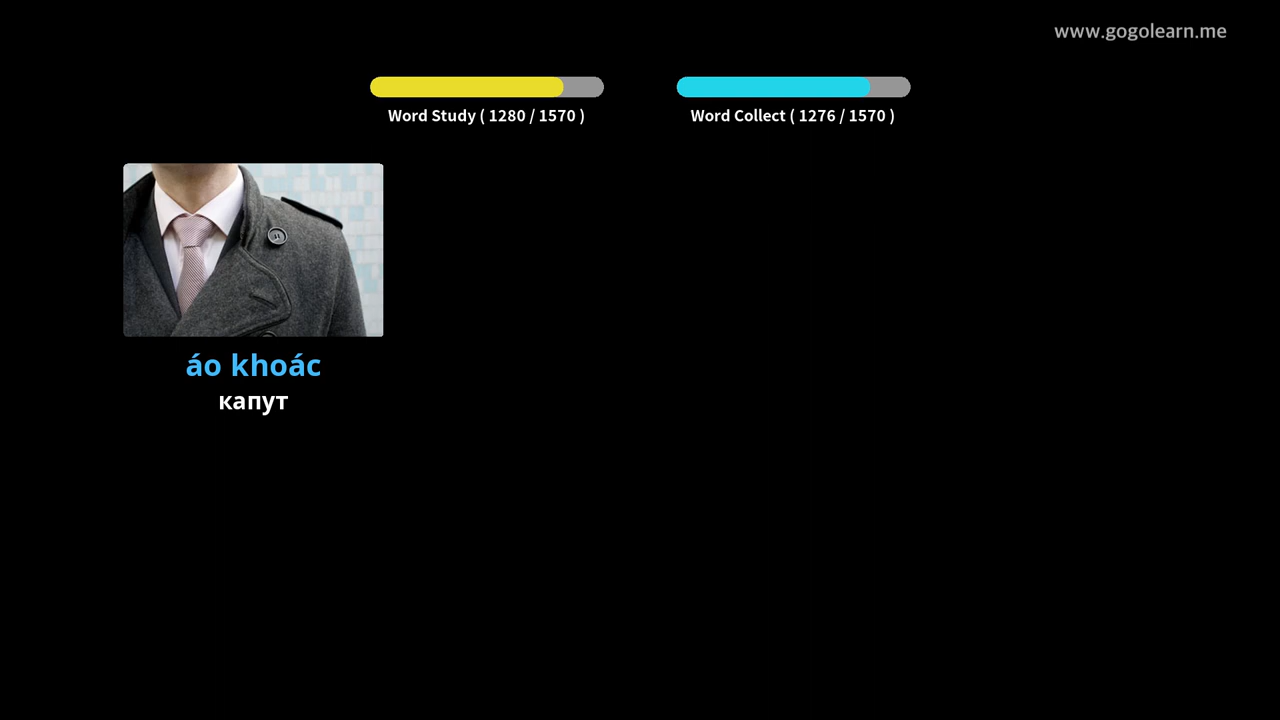 www.gogolearn.me
Word Study ( 1280 / 1570 )
Word Collect ( 1276 / 1570 )
áo khoác
капут